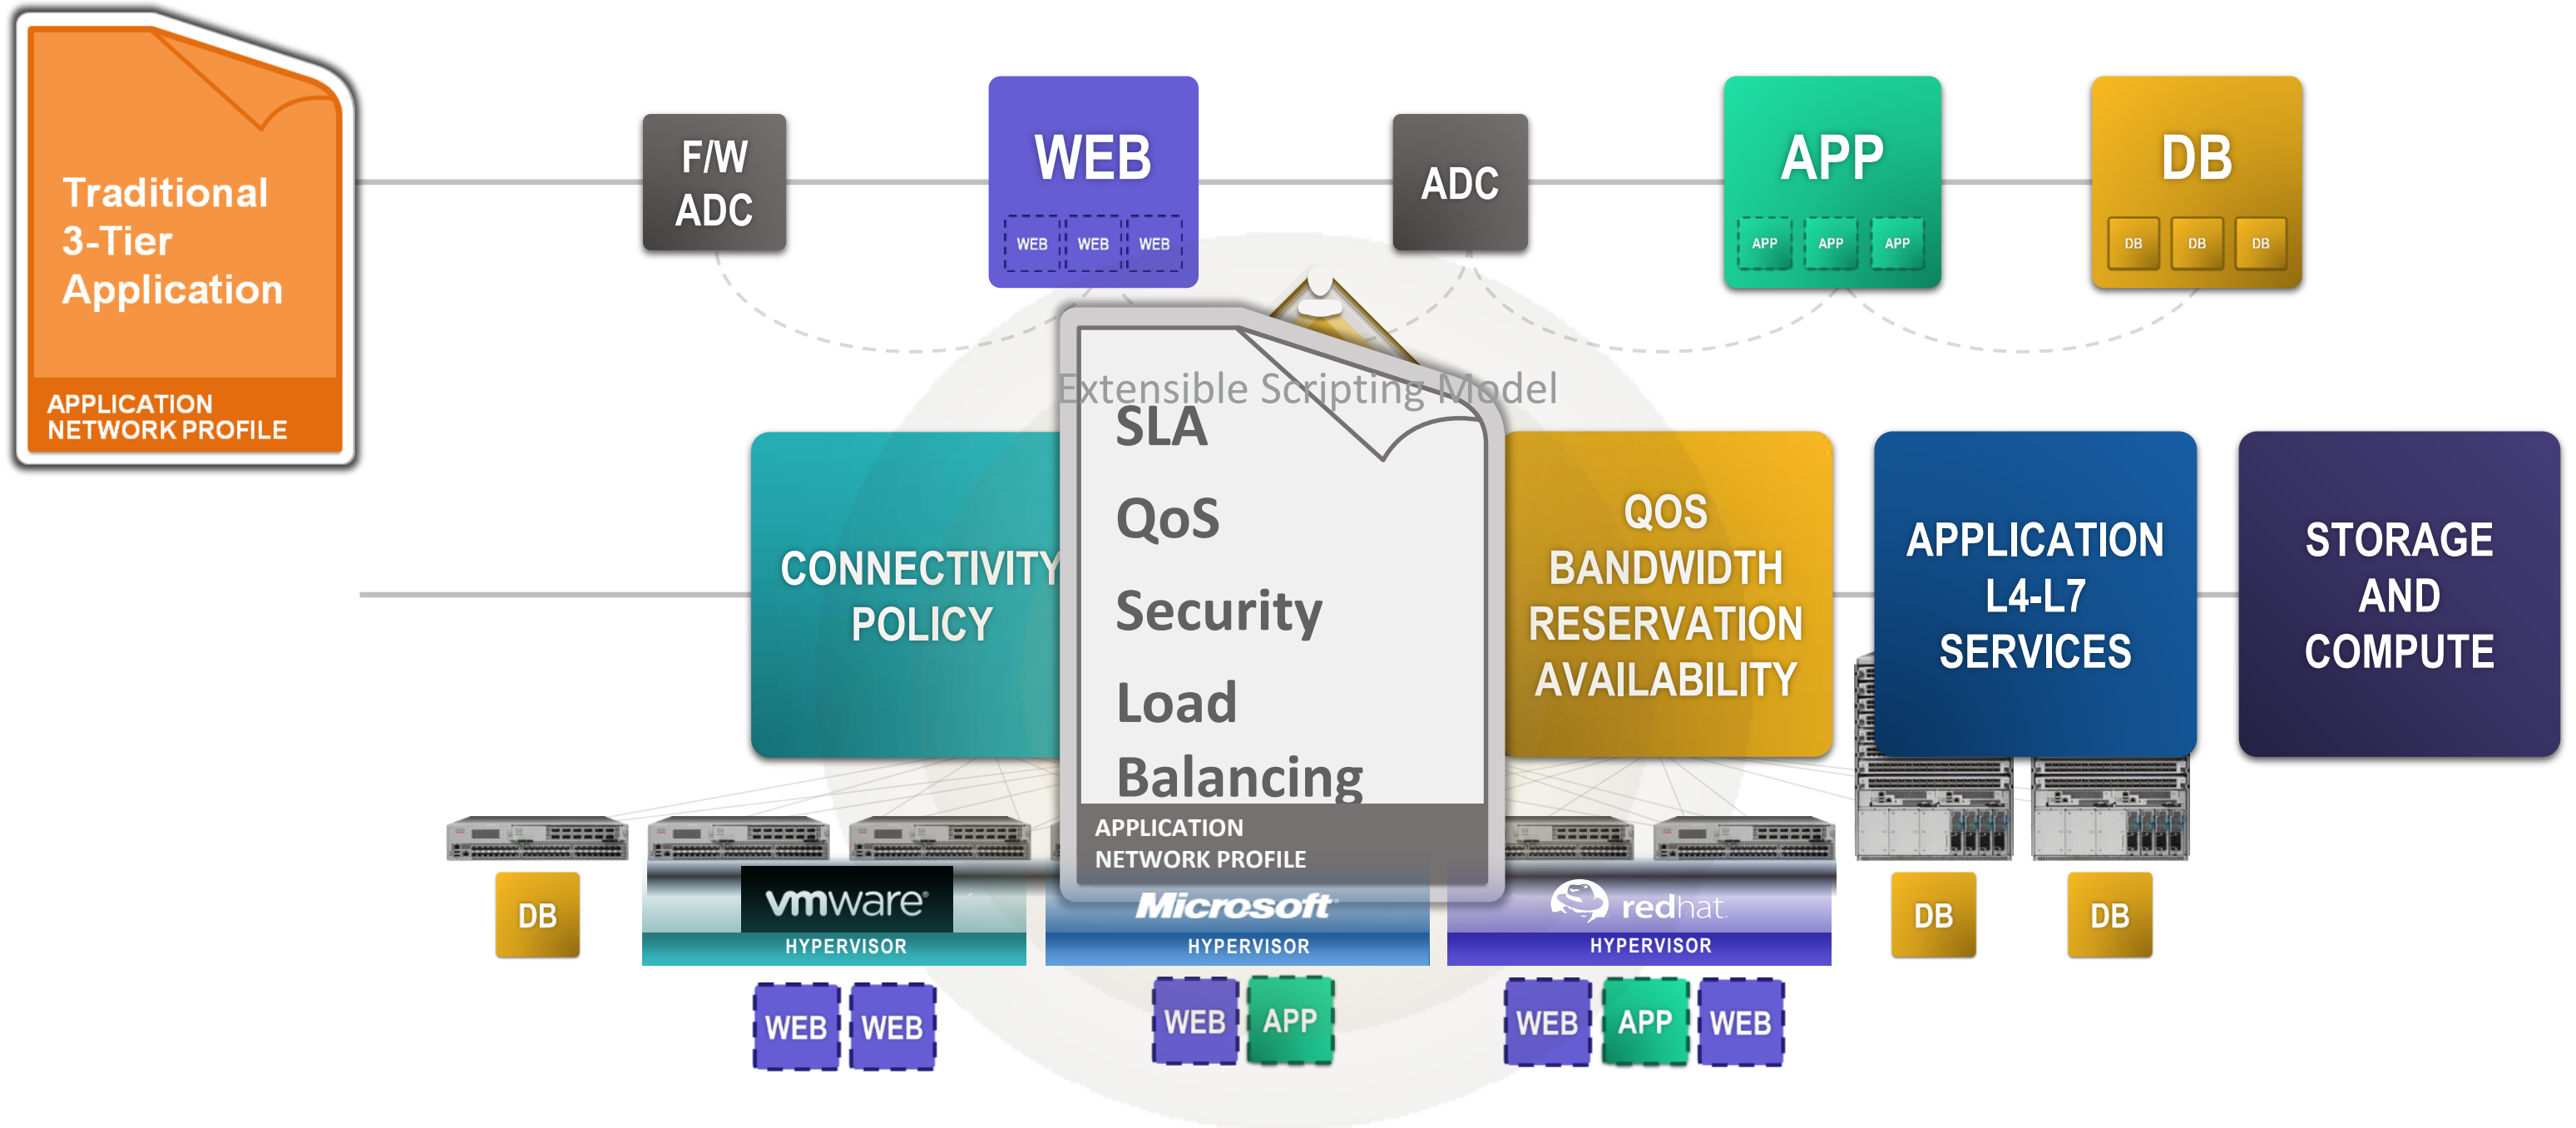 Traditional
3-Tier
Application
APPLICATION
NETWORK PROFILE
F/W
ADC
WEB
WEB WEB WEB
ADC
APP
APP APP APP
DB
DB DB DB
Extensible Scripting Model
SLA
QoS
Security
Load
Balancing
APPLICATION
NETWORK PROFILE
CONNECTIVITY
POLICY
QOS
BANDWIDTH
RESERVATION
AVAILABILITY
APPLICATION
L4-L7
SERVICES
STORAGE
AND
COMPUTE
DB
vmware®
HYPERVISOR
Microsoft
HYPERVISOR
redhat.
HYPERVISOR
DB
DB
WEB WEB
WEB APP
WEB APP WEB